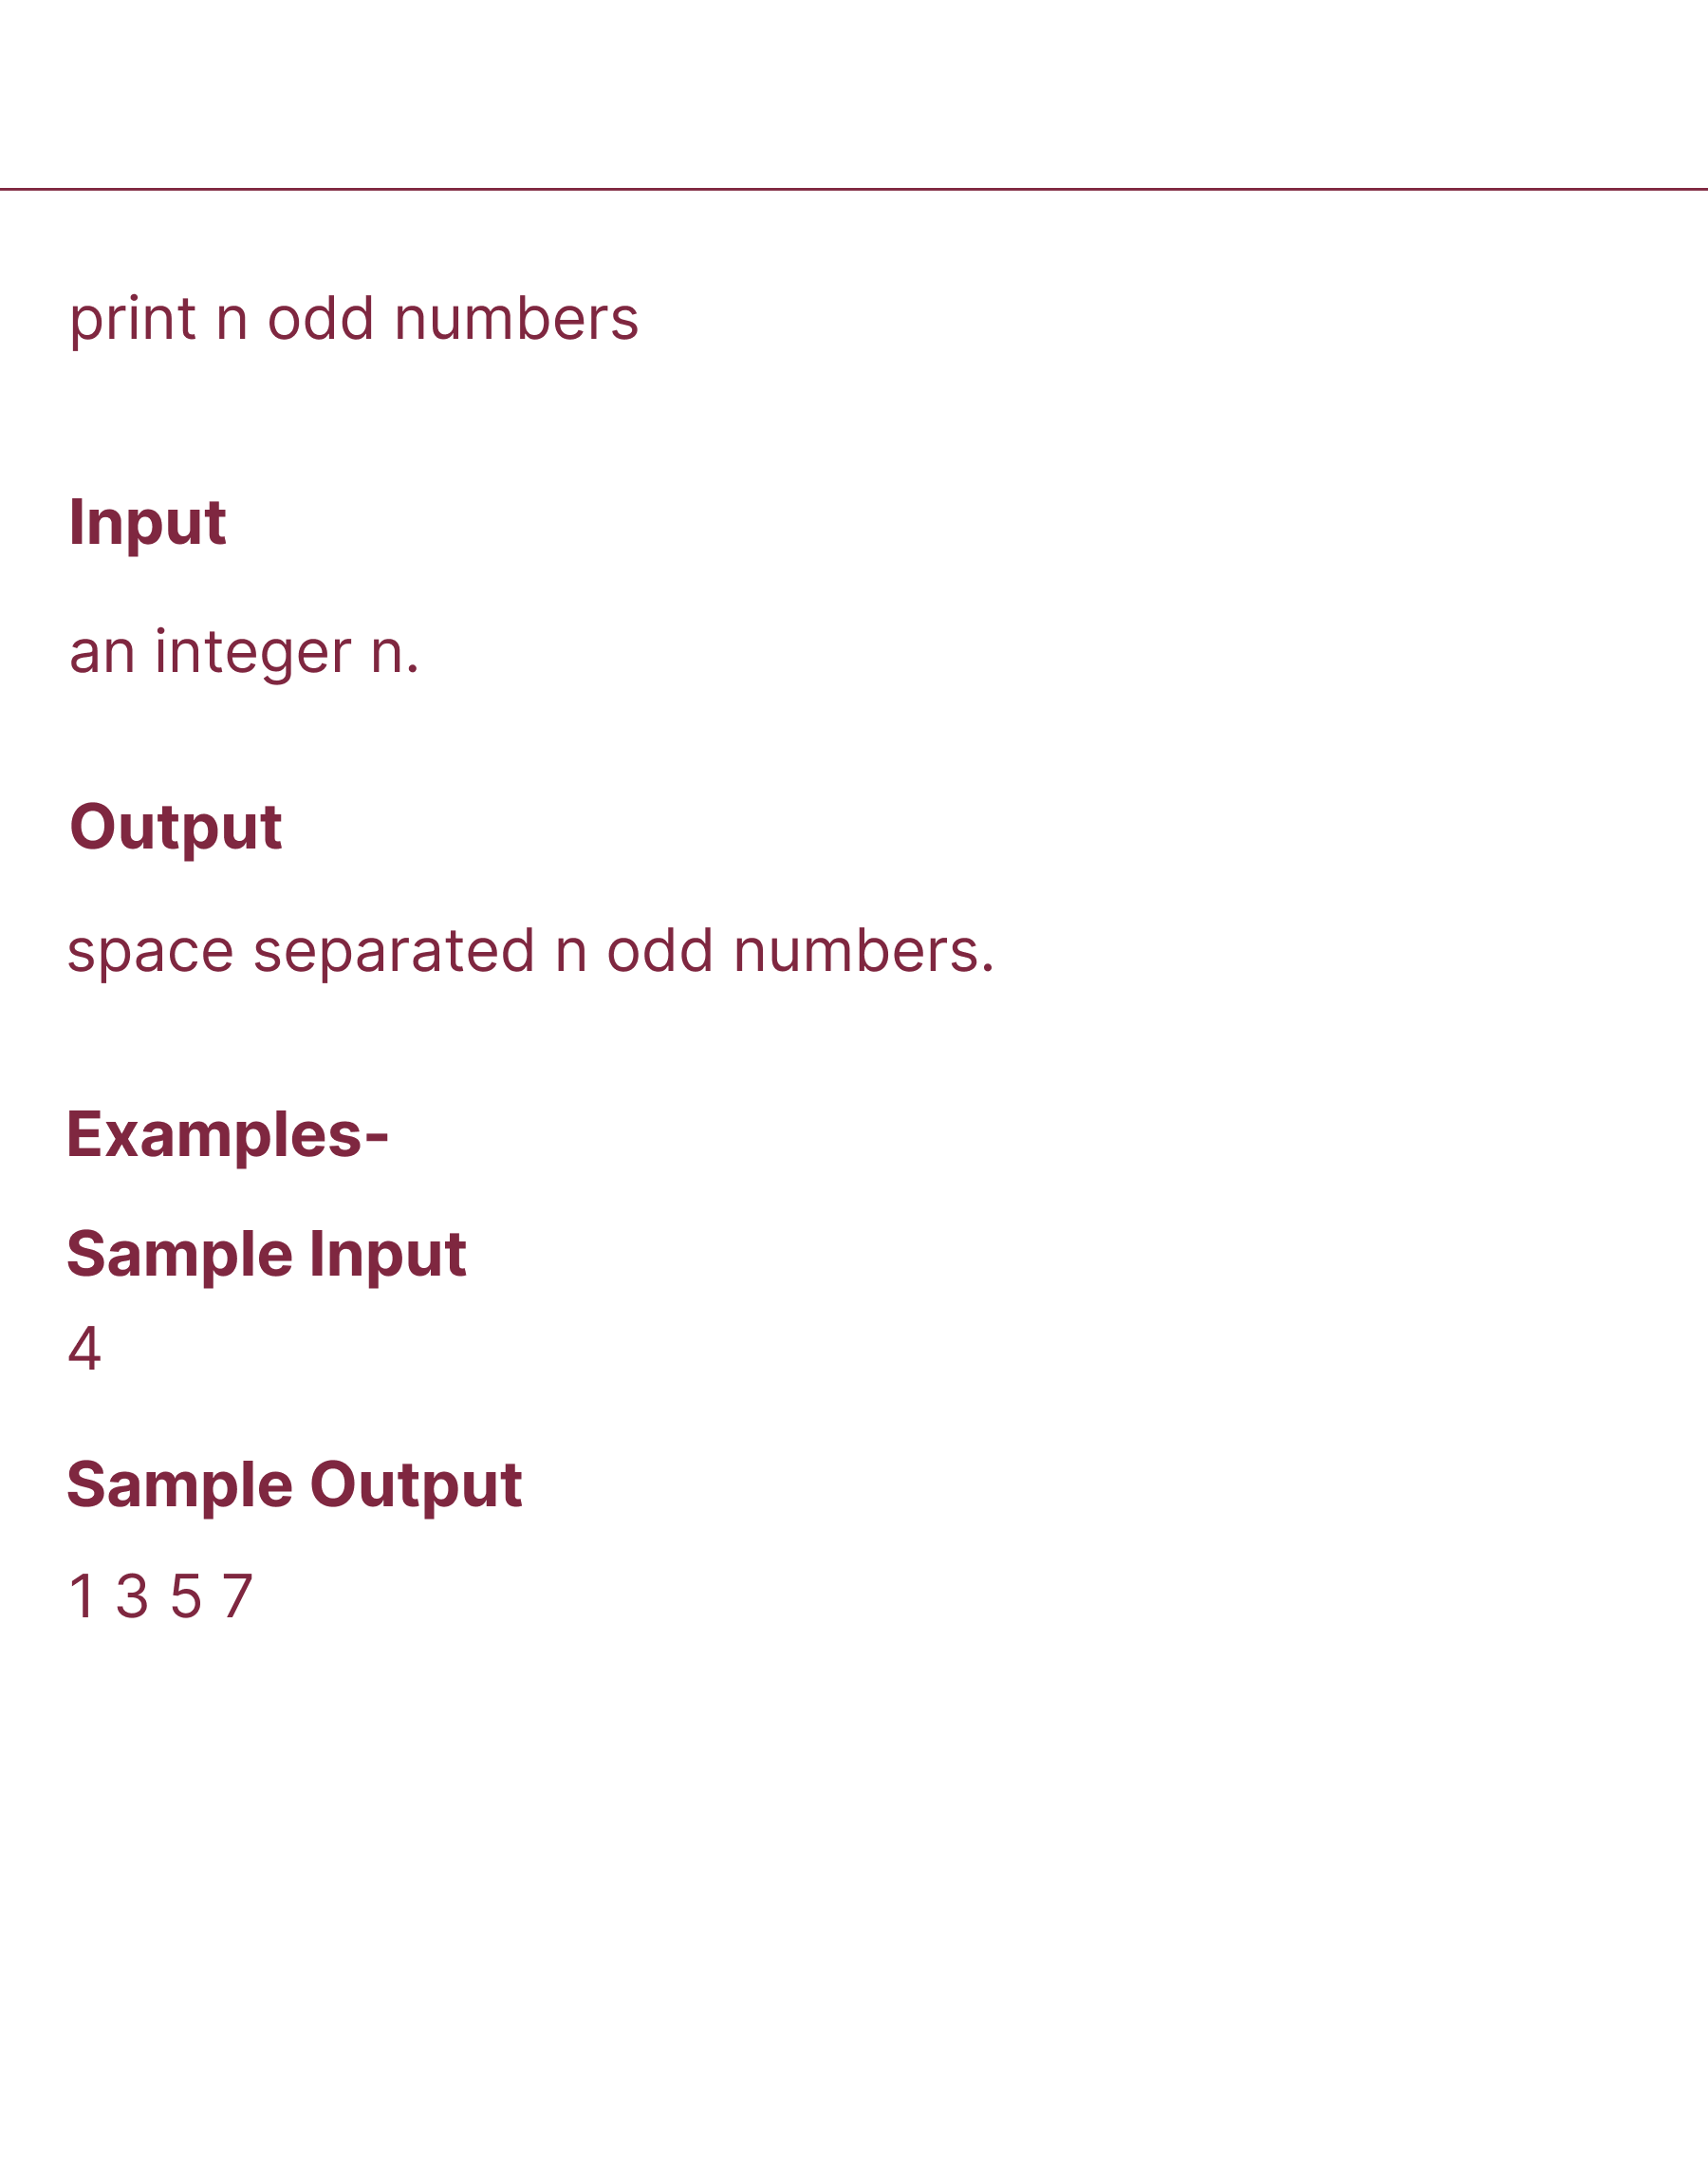 print n odd numbers
Input
an integer n.
Output
space separated n odd numbers.
Examples-
Sample Input
4
Sample Output
1 3 5 7